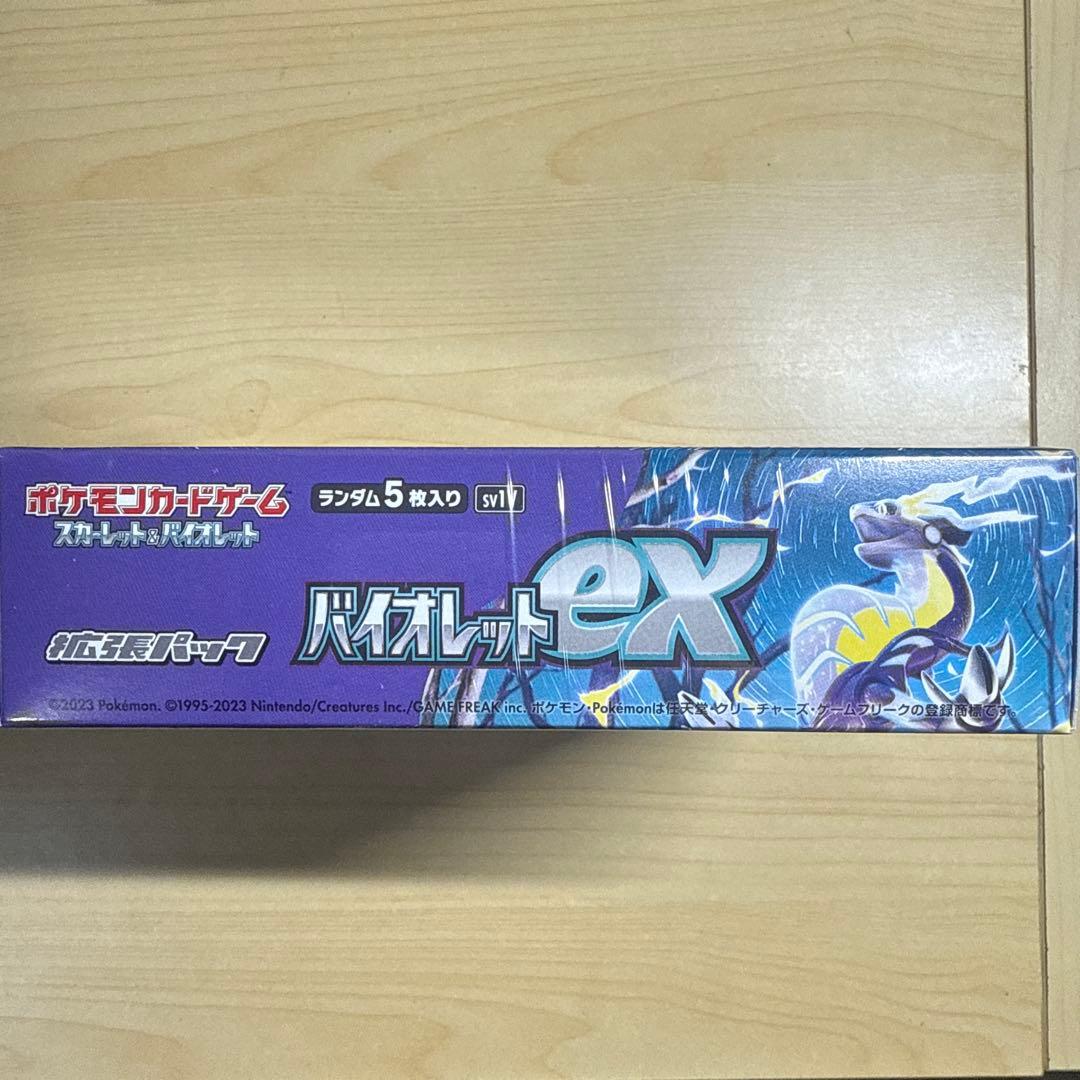 ポケモンカードゲーム
スカーレット&バイオレット
ランダム5枚入り
sv1V
バイオレットex
拡張パック
©2023 Pokémon. ©1995-2023 Nintendo/Creatures Inc./GAME FREAK inc. ポケモン・Pokémonは任天堂・クリーチャーズ・ゲームフリークの登録商標です。